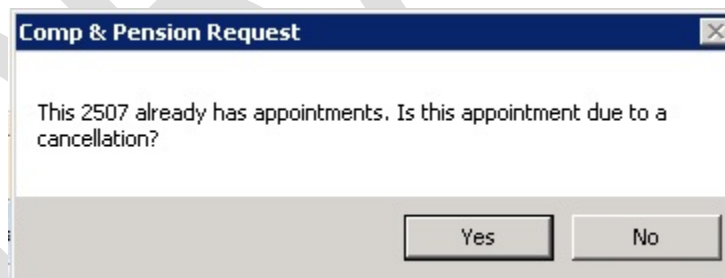 Comp & Pension Request
This 2507 already has appointments. Is this appointment due to a
cancellation?
Yes
No